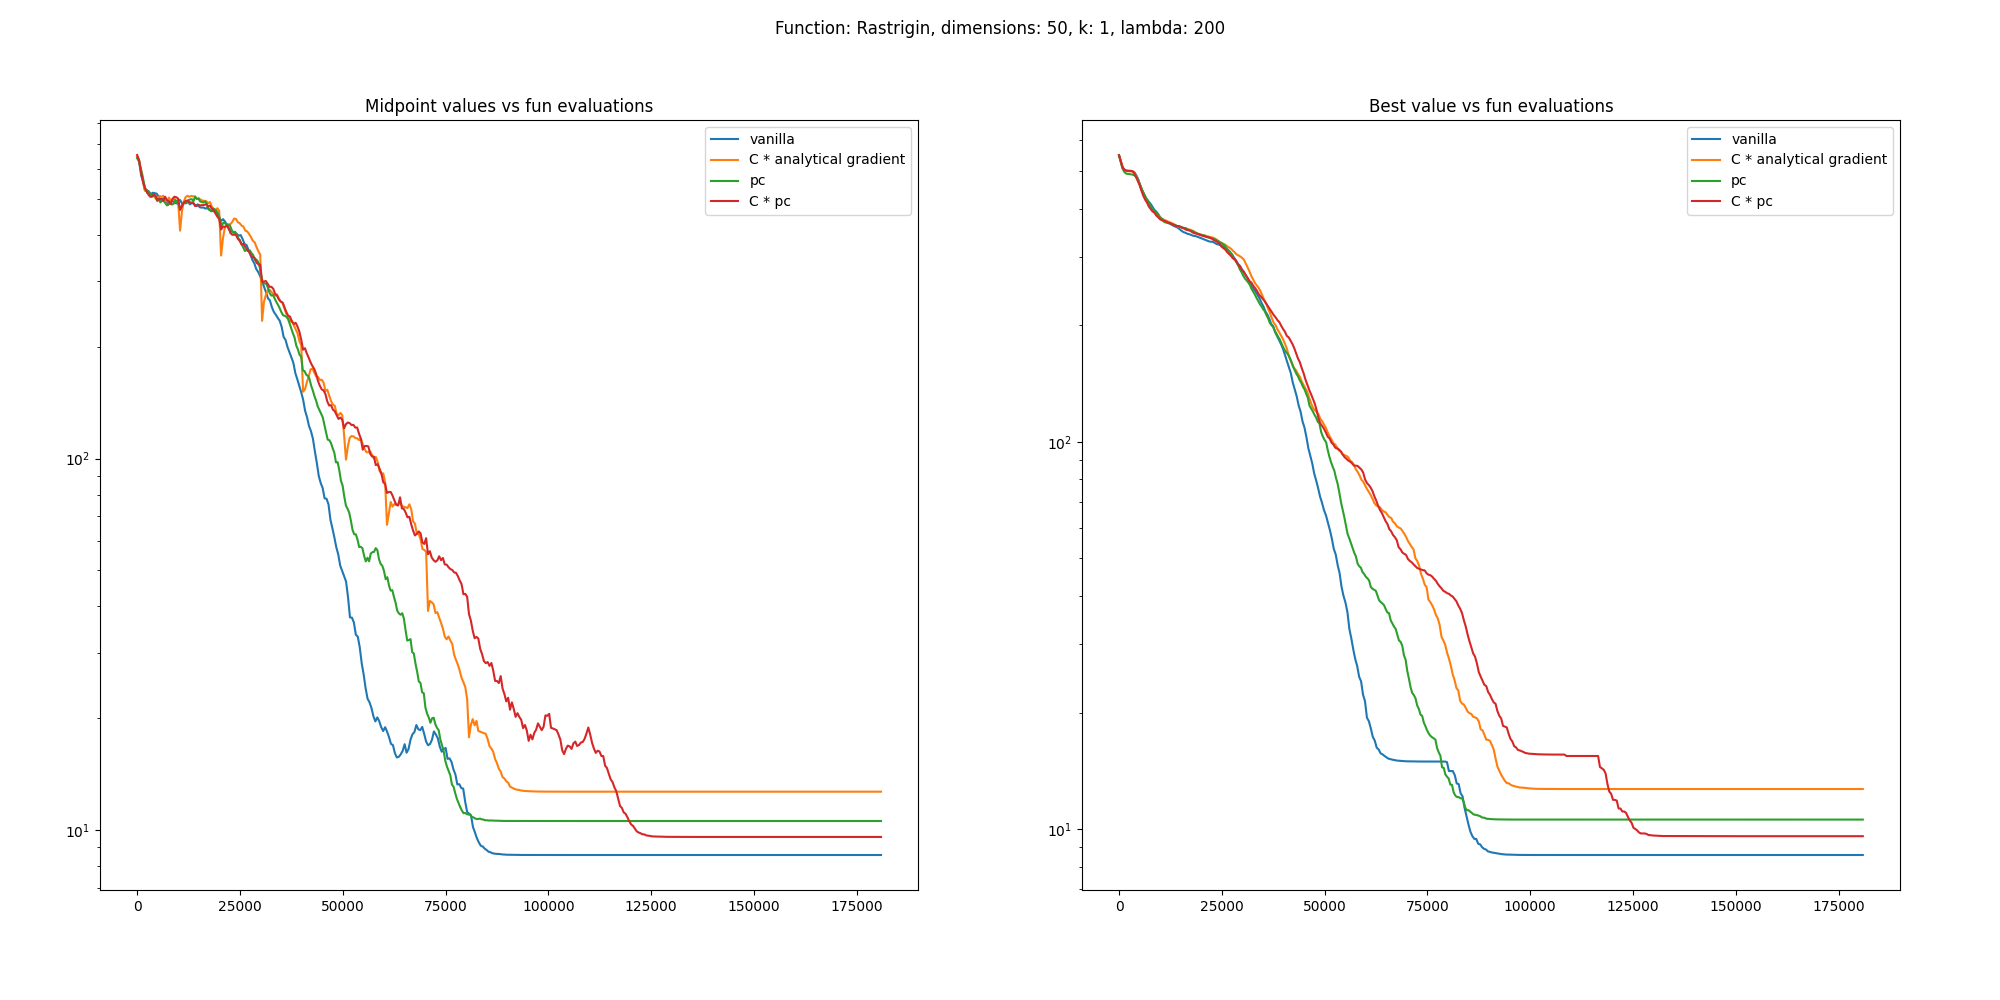 Function: Rastrigin, dimensions: 50, k: 1, lambda: 200
Midpoint values vs fun evaluations
vanilla
C * analytical gradient
pc
C * pc
10²
10¹
0 25000 50000 75000 100000 125000 150000 175000
Best value vs fun evaluations
vanilla
C * analytical gradient
pc
C * pc
10²
10¹
0 25000 50000 75000 100000 125000 150000 175000